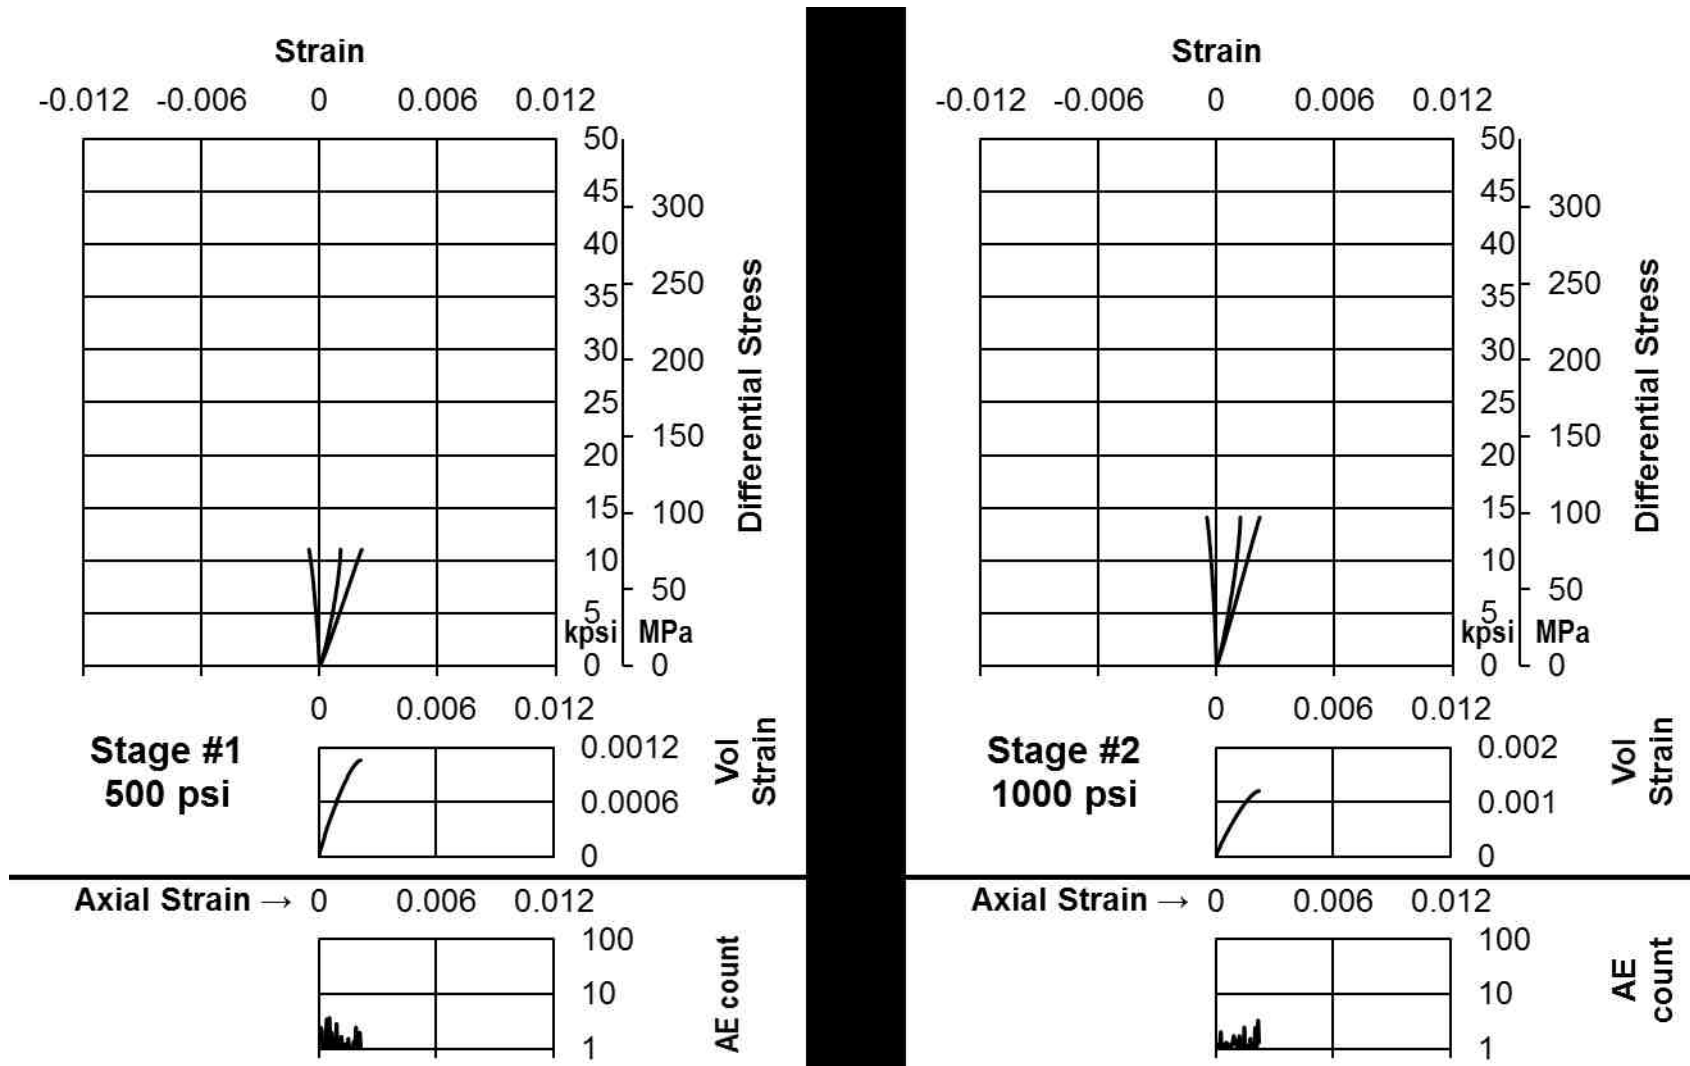 Strain
-0.012 -0.006 0 0.006 0.012
50
45
300
40
250
35
30
200
25
150
20
15
100
10
50
5
kpsi MPa
0 0
Differential Stress
0 0.006 0.012
Stage #1
500 psi
0.0012
0.0006
0
Vol
Strain
Axial Strain → 0 0.006 0.012
100
10
1
AE count
Strain
-0.012 -0.006 0 0.006 0.012
50
45
300
40
250
35
30
200
25
150
20
15
100
10
50
5
kpsi MPa
0 0
Differential Stress
0 0.006 0.012
Stage #2
1000 psi
0.002
0.001
0
Vol
Strain
Axial Strain → 0 0.006 0.012
100
10
1
AE
count